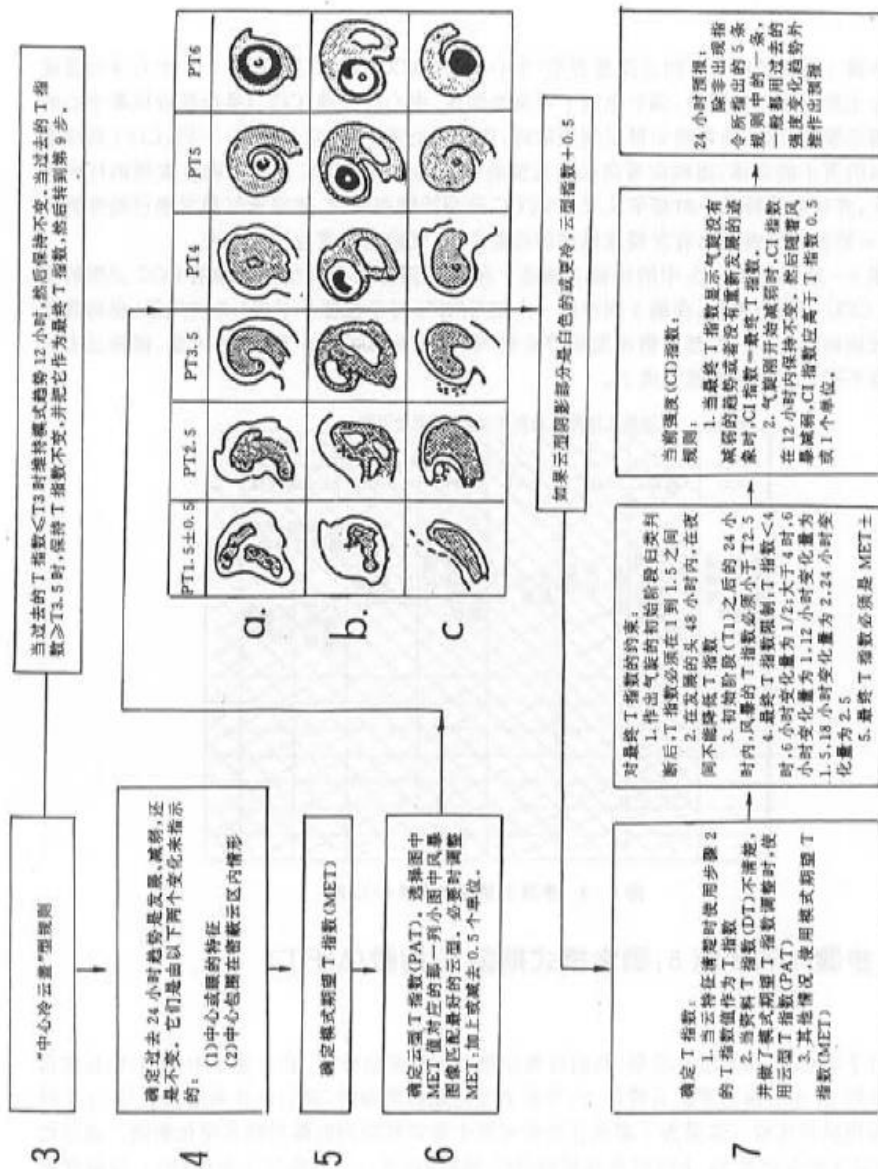 3
“中心冷云盖”型规则
当过去的T指数≤T3时维持模式趋势12小时,然后保持不变。当过去的T指
数≥T3.5时,保持T指数不变,并把它作为最终T指数,然后转到第9步
4
确定过去24小时趋势是发展,减弱,还
是不变。它们是由以下两个变化来指示
的:
(1)中心或眼的特征
(2)中心包围在密蔽云区内情形
5
确定模式期望T指数(MET)
6
确定云型T指数(PAT)。选择图中
MET值对应的那一列小图中风暴
图像匹配最好的云型。必要时调整
MET:加上或减去0.5个单位。
PT1.5±0.5
PT2.5
PT3.5
PT4
PT5
PT6
a.
b.
c
如果云型阴影部分是白色的或更冷,云型指数+0.5
7
确定T指数:
1.当云特征清楚时使用步骤2
的T指数值作为T指数
2.当资料T指数(DT)不清楚,
并做了模式期望T指数调整时,使
用云型T指数(PAT)
3.其他情况,使用模式期望T
指数(MET)
对最终T指数的约束。
1.作出气旋的初始阶段归类判
断后,T指数必须在1到1.5之间
2.在发展的头48小时内,在夜
间不能降低T指数
3.初始阶段(T1)之后的24小
时内,风暴的T指数必须小于T2.5
4.最终T指数限制:T指数<4
时,6小时变化量为1/2;大于4时,6
小时变化量为1,12小时变化量为
1.5,18小时变化量为2,24小时变
化量为2.5
5.最终T指数必须是MET±
当前强度(CI)指数:
规则,
1.当最终T指数显示气旋没有
减弱的趋势或者没有重新发展的迹
象时,CI指数=最终T指数。
2.气旋刚开始减弱时,CI指数
在12小时内保持不变。然后随着风
暴减弱,CI指数应高于T指数0.5
或1个单位。
24小时预报:
除非出现指
令所指出的5条
规则中的一条,
一般都用过去的
强度变化趋势外
推作出预报